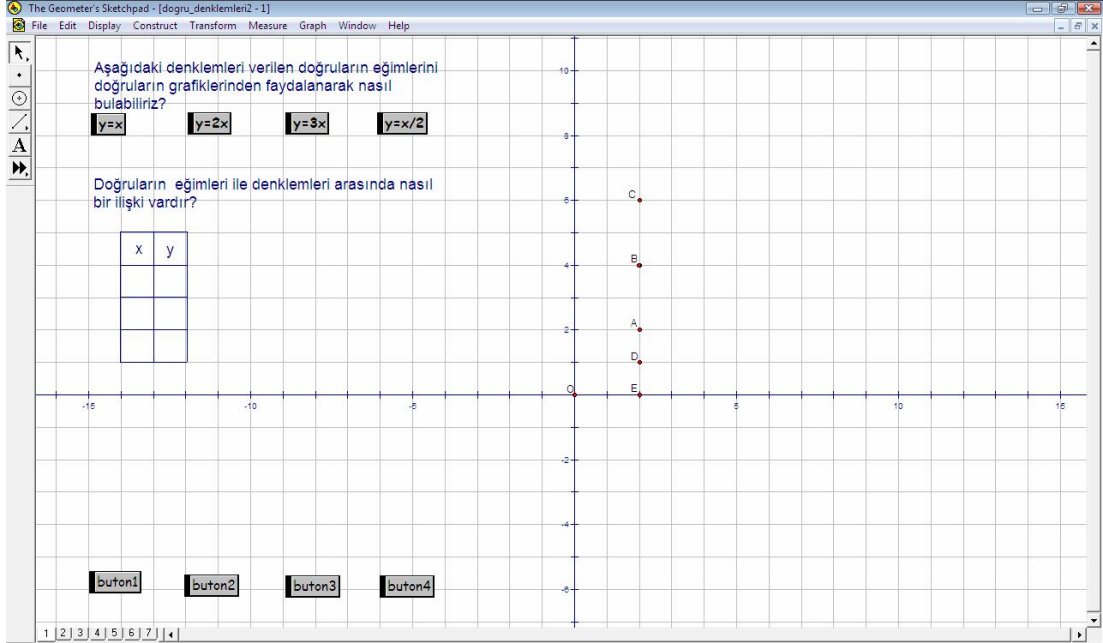 The Geometer's Sketchpad - [dogru_denklemleri2 - 1]
File Edit Display Construct Transform Measure Graph Window Help
Aşağıdaki denklemleri verilen doğruların eğimlerini
doğruların grafiklerinden faydalanarak nasıl
bulabiliriz?
y=x y=2x y=3x y=x/2
Doğruların eğimleri ile denklemleri arasında nasıl
bir ilişki vardır?
x y
10
8
C
6
B
4
A
2
D
O E
-15 -10 -5 5 10 15
-2
-4
-6
buton1 buton2 buton3 buton4
1 2 3 4 5 6 7
A